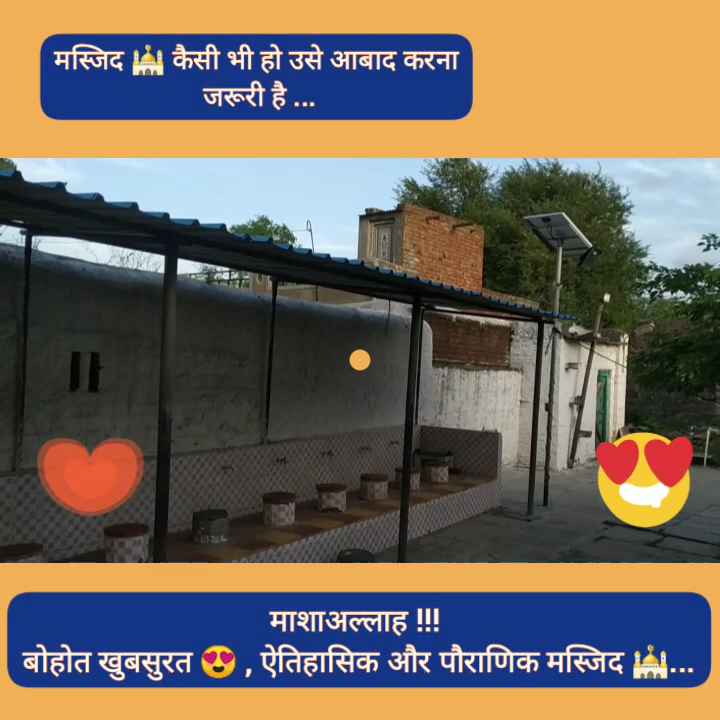 मस्जिद 🕌 कैसी भी हो उसे आबाद करना
जरूरी है ...
माशाअल्लाह !!!
बोहोत खुबसुरत 😍 , ऐतिहासिक और पौराणिक मस्जिद 🕌...